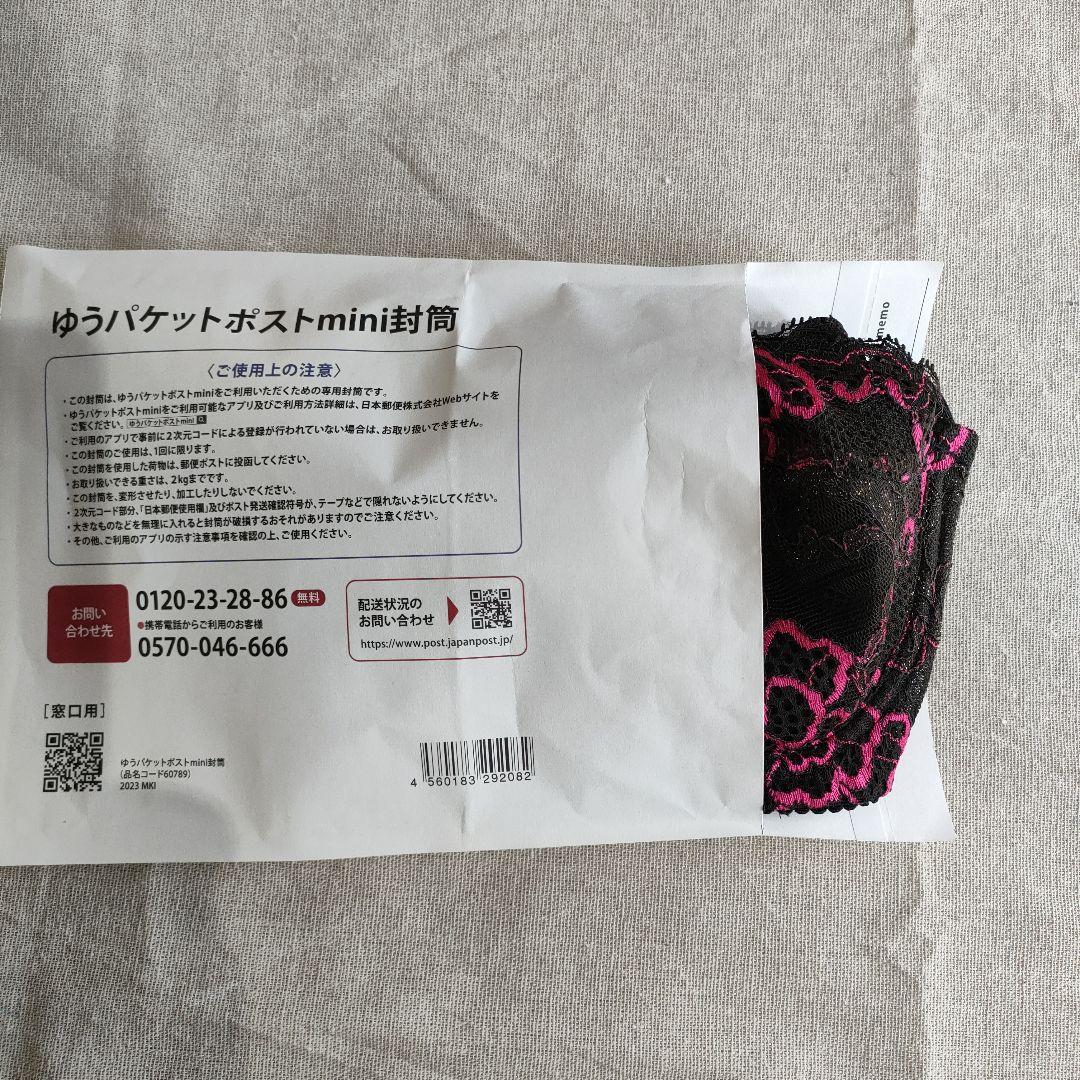 ゆうパケットポストmini封筒
〈ご使用上の注意〉
・この封筒は、ゆうパケットポストminiをご利用いただくための専用封筒です。
・ゆうパケットポストminiをご利用可能なアプリ及びご利用方法詳細は、日本郵便株式会社Webサイトを
ご覧ください。 ゆうパケットポストmini
・ご利用のアプリで事前に2次元コードによる登録が行われていない場合は、お取り扱いできません。
・この封筒のご使用は、1回に限ります。
・この封筒を使用した荷物は、郵便ポストに投函してください。
・お取り扱いできる重さは、2kgまでです。
・この封筒を、変形させたり、加工したりしないでください。
・2次元コード部分、「日本郵便使用欄」及びポスト発送確認符号が、テープなどで隠れないようにしてください。
・大きなものなどを無理に入れると封筒が破損するおそれがありますのでご注意ください。
・その他、ご利用のアプリの示す注意事項を確認の上、ご使用ください。
お問い
合わせ先
0120-23-28-86 無料
●携帯電話からご利用のお客様
0570-046-666
配送状況の
お問い合わせ
https://www.post.japanpost.jp/
［窓口用］
ゆうパケットポストmini封筒
（品名コード60789）
2023 MKI
4 560183 292082
memo